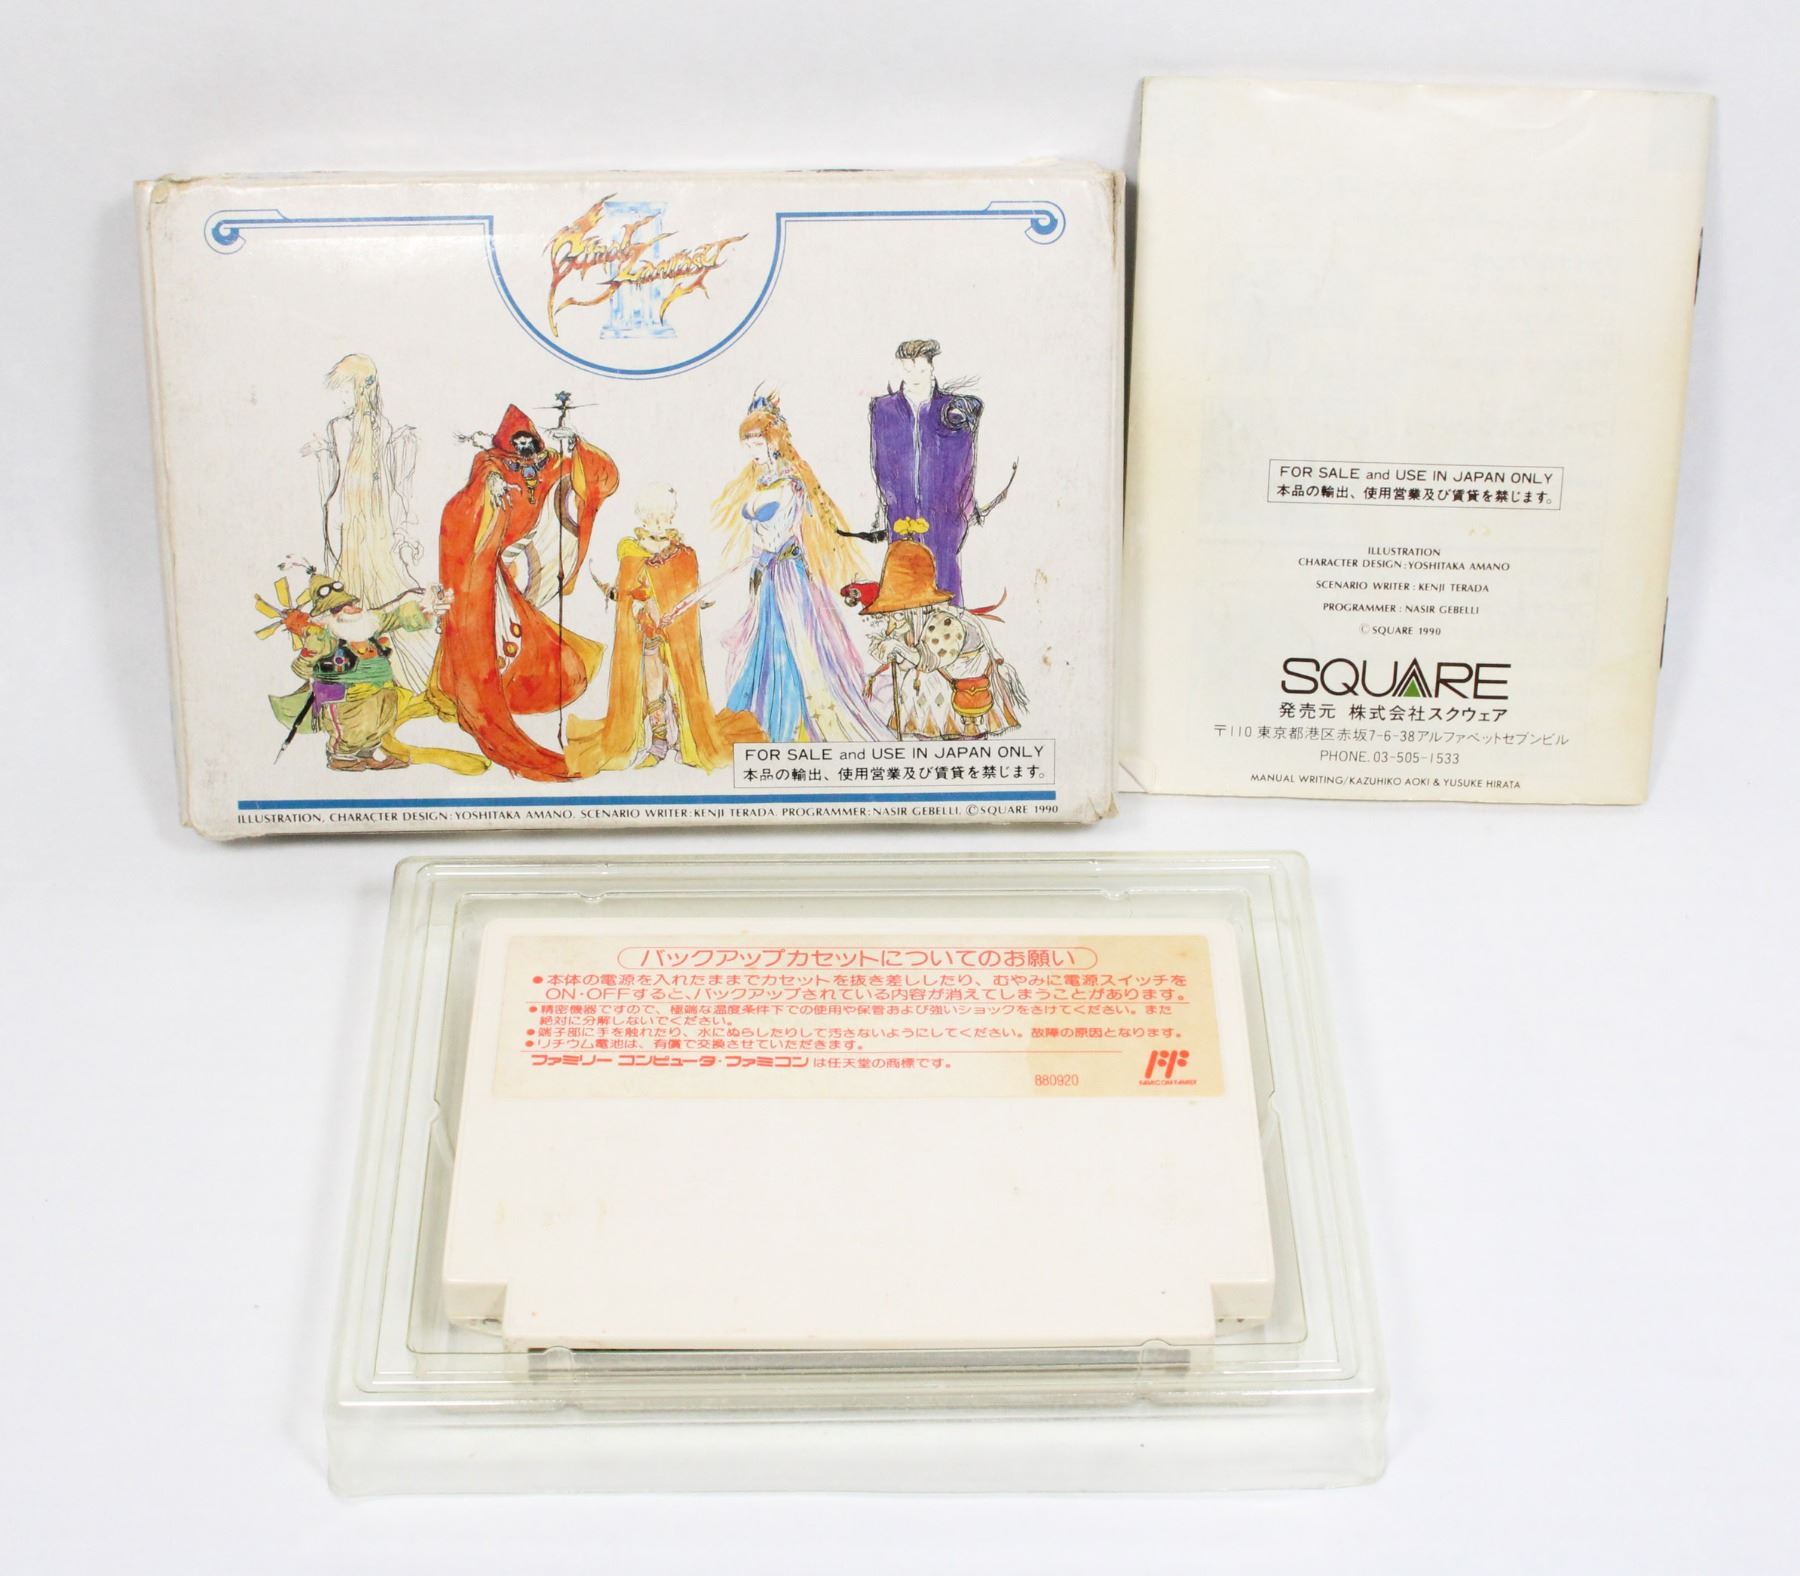 Final Fantasy III
FOR SALE and USE IN JAPAN ONLY
本品の輸出、使用営業及び賃貸を禁じます。
ILLUSTRATION, CHARACTER DESIGN:YOSHITAKA AMANO. SCENARIO WRITER:KENJI TERADA. PROGRAMMER:NASIR GEBELLI. ©SQUARE 1990
FOR SALE and USE IN JAPAN ONLY
本品の輸出、使用営業及び賃貸を禁じます。
ILLUSTRATION
CHARACTER DESIGN:YOSHITAKA AMANO
SCENARIO WRITER:KENJI TERADA
PROGRAMMER:NASIR GEBELLI
©SQUARE 1990
SQUARE
発売元 株式会社スクウェア
〒110 東京都港区赤坂7-6-38アルファベットセブンビル
PHONE.03-505-1533
MANUAL WRITING/KAZUHIKO AOKI & YUSUKE HIRATA
バックアップカセットについてのお願い
●本体の電源を入れたままでカセットを抜き差ししたり、むやみに電源スイッチを
ON・OFFすると、バックアップされている内容が消えてしまうことがあります。
●精密機器ですので、極端な温度条件下での使用や保管および強いショックをさけてください。また
絶対に分解しないでください。
●端子部に手を触れたり、水にぬらしたりして汚さないようにしてください。故障の原因となります。
●リチウム電池は、有償で交換させていただきます。
ファミリーコンピュータ・ファミコンは任天堂の商標です。
880920
FF
FAMICOM FAMILY